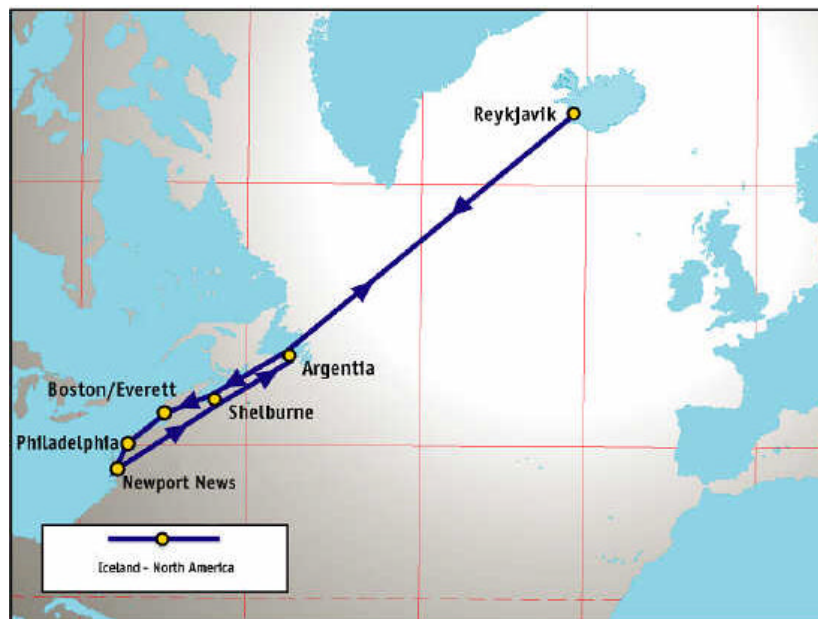 Reykjavik
Argentia
Boston/Everett
Shelburne
Philadelphia
Newport News
Iceland - North America